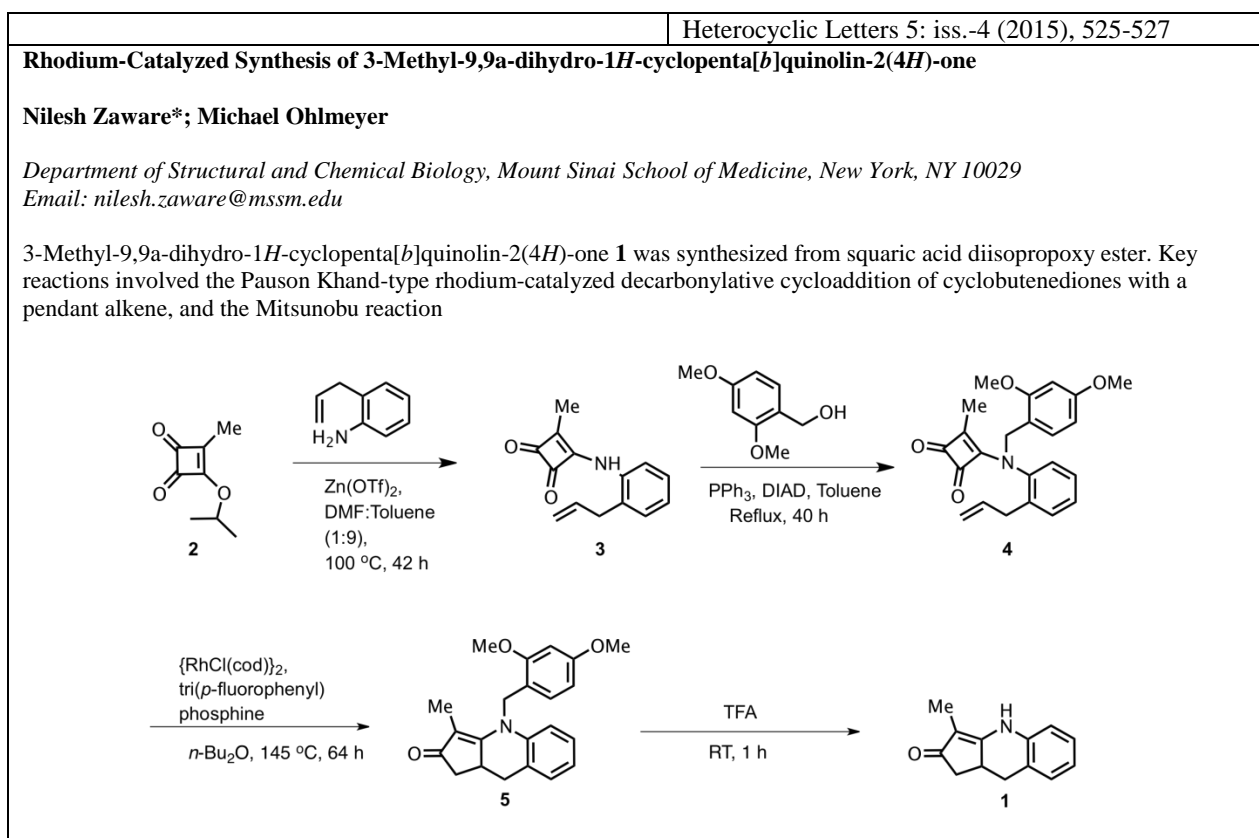 Heterocyclic Letters 5: iss.-4 (2015), 525-527
Rhodium-Catalyzed Synthesis of 3-Methyl-9,9a-dihydro-1H-cyclopenta[b]quinolin-2(4H)-one
Nilesh Zaware*; Michael Ohlmeyer
Department of Structural and Chemical Biology, Mount Sinai School of Medicine, New York, NY 10029
Email: nilesh.zaware@mssm.edu
3-Methyl-9,9a-dihydro-1H-cyclopenta[b]quinolin-2(4H)-one 1 was synthesized from squaric acid diisopropoxy ester. Key
reactions involved the Pauson Khand-type rhodium-catalyzed decarbonylative cycloaddition of cyclobutenediones with a
pendant alkene, and the Mitsunobu reaction
O
O
Me
O
2
H2N
Zn(OTf)2,
DMF:Toluene
(1:9),
100 oC, 42 h
Me
O
O
NH
3
MeO
OH
OMe
PPh3, DIAD, Toluene
Reflux, 40 h
MeO
OMe
Me
O
O
N
4
{RhCl(cod)}2,
tri(p-fluorophenyl)
phosphine
n-Bu2O, 145 oC, 64 h
MeO
OMe
Me
N
O
5
TFA
RT, 1 h
Me
H
N
O
1